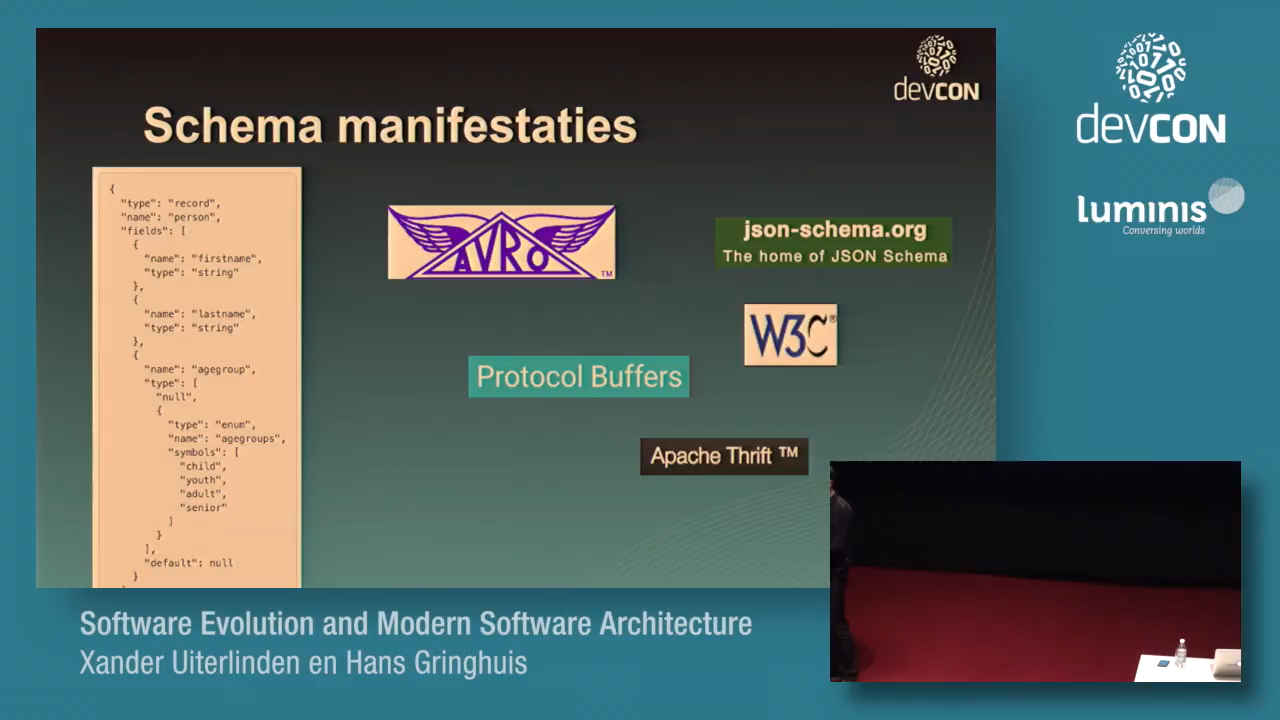 devcon
Schema manifestaties
{
"type": "record",
"name": "person",
"fields": [
{
"name": "firstname",
"type": "string"
},
{
"name": "lastname",
"type": "string"
},
{
"name": "agegroup",
"type": [
"null",
{
"type": "enum",
"name": "agegroups",
"symbols": [
"child",
"youth",
"adult",
"senior"
]
}
],
"default": null
}
AVRO TM
json-schema.org
The home of JSON Schema
W3C®
Protocol Buffers
Apache Thrift ™
devcon
luminis
Conversing worlds
Software Evolution and Modern Software Architecture
Xander Uiterlinden en Hans Gringhuis